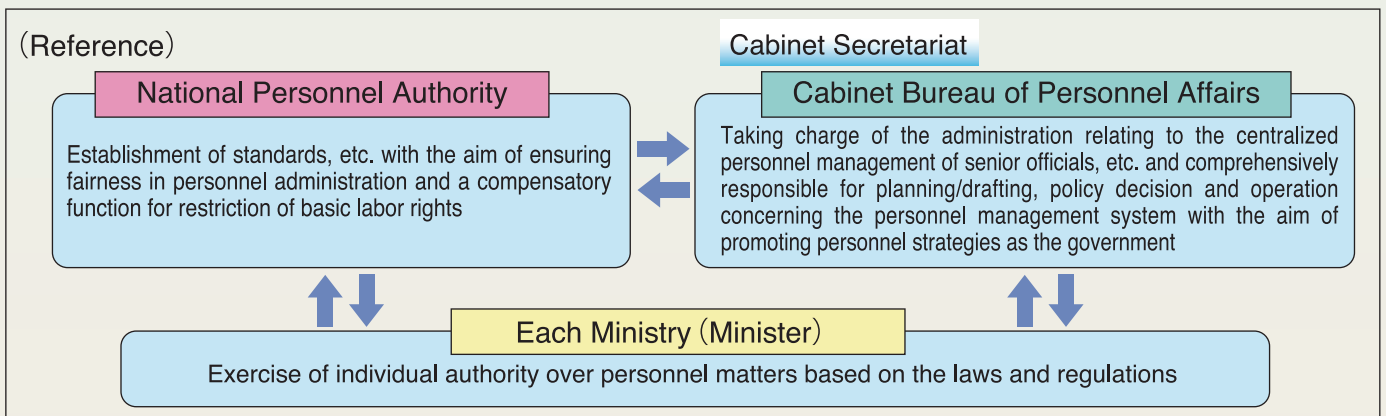 （Reference）
Cabinet Secretariat
National Personnel Authority
Establishment of standards, etc. with the aim of ensuring
fairness in personnel administration and a compensatory
function for restriction of basic labor rights
Cabinet Bureau of Personnel Affairs
Taking charge of the administration relating to the centralized
personnel management of senior officials, etc. and comprehensively
responsible for planning/drafting, policy decision and operation
concerning the personnel management system with the aim of
promoting personnel strategies as the government
Each Ministry（Minister）
Exercise of individual authority over personnel matters based on the laws and regulations